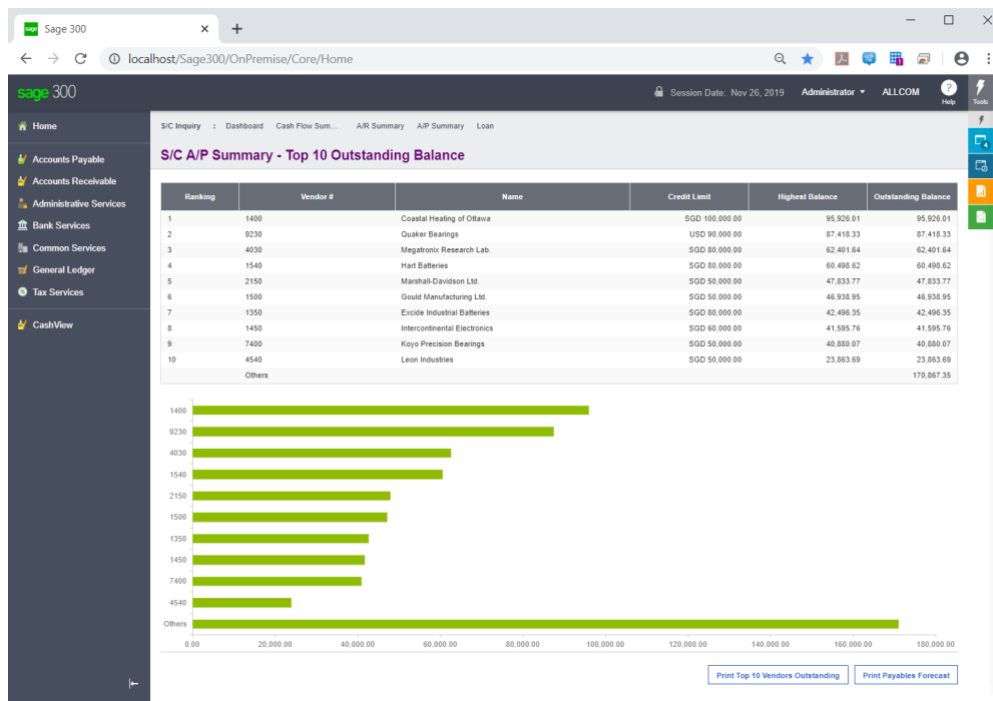 sage Sage 300
localhost/Sage300/OnPremise/Core/Home
sage 300 Session Date: Nov 26, 2019 Administrator ALLCOM Help Tools
Home
Accounts Payable
Accounts Receivable
Administrative Services
Bank Services
Common Services
General Ledger
Tax Services
CashView
S/C Inquiry : Dashboard Cash Flow Sum... A/R Summary A/P Summary Loan
S/C A/P Summary - Top 10 Outstanding Balance
Ranking Vendor # Name Credit Limit Highest Balance Outstanding Balance
1 1400 Coastal Heating of Ottawa SGD 100,000.00 95,926.01 95,926.01
2 9230 Quaker Bearings USD 90,000.00 87,418.33 87,418.33
3 4030 Megatronix Research Lab. SGD 80,000.00 62,401.64 62,401.64
4 1540 Hart Batteries SGD 80,000.00 60,498.62 60,498.62
5 2150 Marshall-Davidson Ltd. SGD 50,000.00 47,833.77 47,833.77
6 1500 Gould Manufacturing Ltd. SGD 50,000.00 46,938.95 46,938.95
7 1350 Excide Industrial Batteries SGD 80,000.00 42,496.35 42,496.35
8 1450 Intercontinental Electronics SGD 60,000.00 41,595.76 41,595.76
9 7400 Koyo Precision Bearings SGD 50,000.00 40,880.07 40,880.07
10 4540 Leon Industries SGD 50,000.00 23,863.69 23,863.69
Others 170,867.35
1400
9230
4030
1540
2150
1500
1350
1450
7400
4540
Others
0.00 20,000.00 40,000.00 60,000.00 80,000.00 100,000.00 120,000.00 140,000.00 160,000.00 180,000.00
Print Top 10 Vendors Outstanding Print Payables Forecast